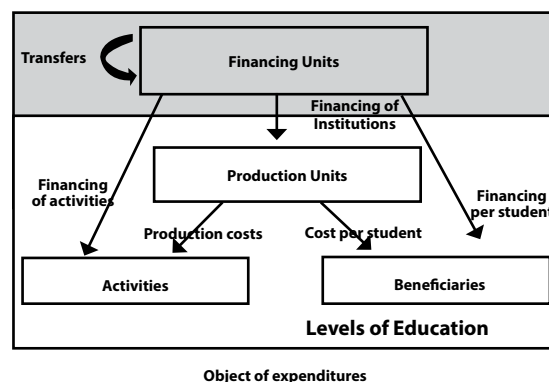 Transfers
Financing Units
Financing of
Institutions
Production Units
Financing
of activities
Financing
per student
Production costs
Cost per student
Activities
Beneficiaries
Levels of Education
Object of expenditures